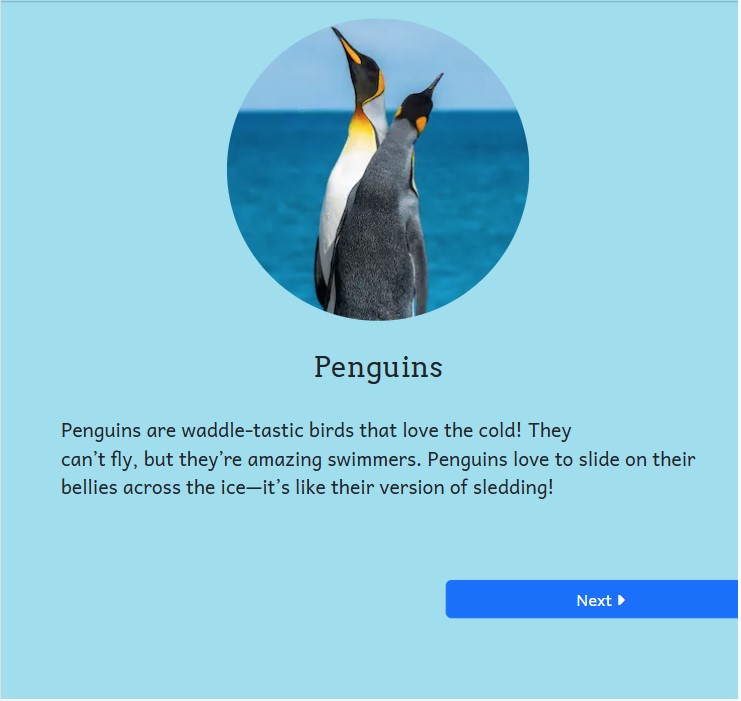 Penguins
Penguins are waddle-tastic birds that love the cold! They
can’t fly, but they’re amazing swimmers. Penguins love to slide on their
bellies across the ice—it’s like their version of sledding!
Next